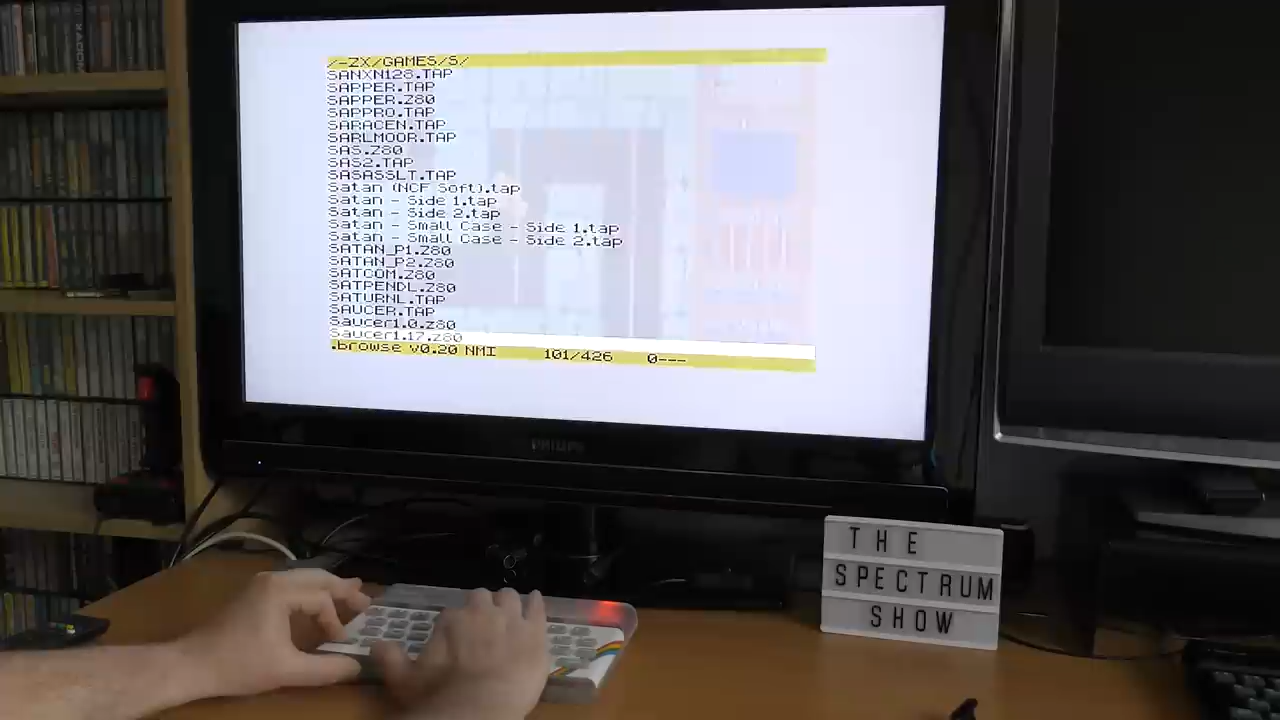 /-ZX/GAMES/S/
SANXN128.TAP
SAPPER.TAP
SAPPER.Z80
SAPPRO.TAP
SARACEN.TAP
SARLMOOR.TAP
SAS.Z80
SAS2.TAP
SASASSLT.TAP
Satan (NCF Soft).tap
Satan - Side 1.tap
Satan - Side 2.tap
Satan - Small Case - Side 1.tap
Satan - Small Case - Side 2.tap
SATAN_P1.Z80
SATAN_P2.Z80
SATCOM.Z80
SATPENDL.Z80
SATURNL.TAP
SAUCER.TAP
Saucer1.0.z80
Saucer1.17.z80
.browse v0.20 NMI 101/426 0---
PHILIPS
THE
SPECTRUM
SHOW